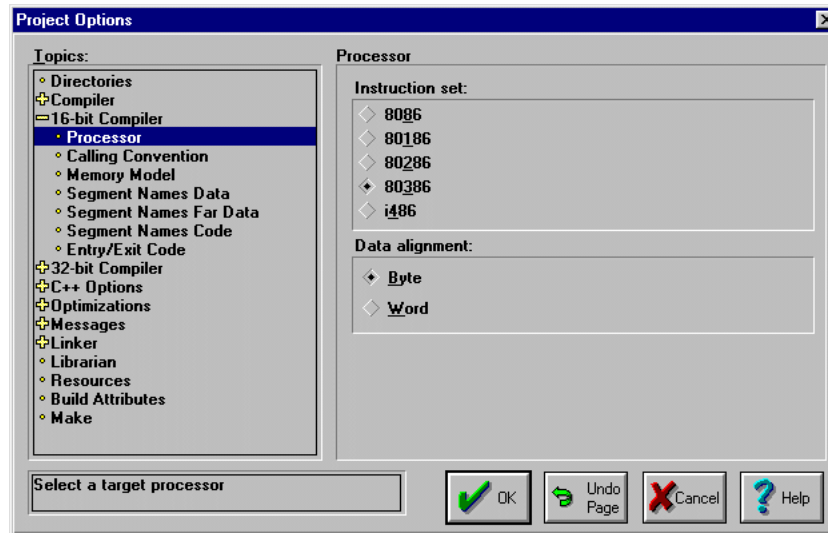 Project Options
Topics:
Directories
Compiler
16-bit Compiler
Processor
Calling Convention
Memory Model
Segment Names Data
Segment Names Far Data
Segment Names Code
Entry/Exit Code
32-bit Compiler
C++ Options
Optimizations
Messages
Linker
Librarian
Resources
Build Attributes
Make
Processor
Instruction set:
8086
80186
80286
80386
i486
Data alignment:
Byte
Word
Select a target processor
OK
Undo
Page
Cancel
Help